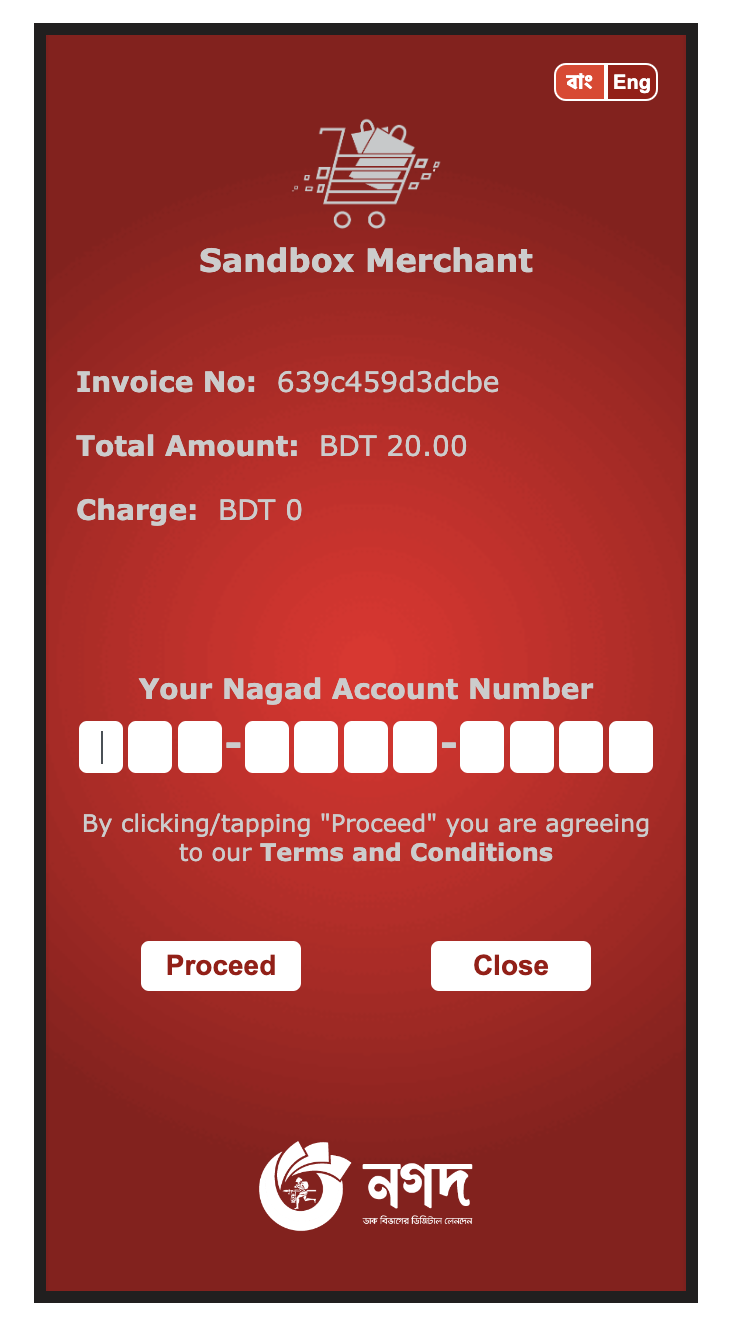 বাং Eng
Sandbox Merchant
Invoice No: 639c459d3dcbe
Total Amount: BDT 20.00
Charge: BDT 0
Your Nagad Account Number
- -
By clicking/tapping "Proceed" you are agreeing
to our Terms and Conditions
Proceed Close
নগদ
ডাক বিভাগের ডিজিটাল লেনদেন